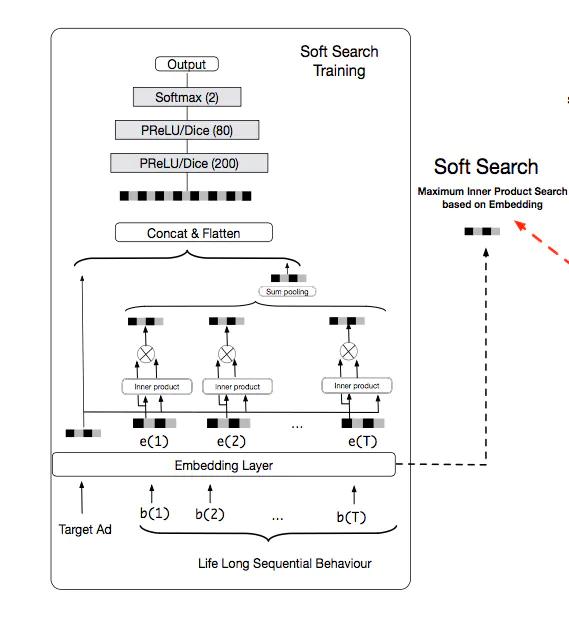 Soft Search
Training
Output
Softmax (2)
PReLU/Dice (80)
PReLU/Dice (200)
Concat & Flatten
Sum pooling
Inner product
Inner product
Inner product
e(1)
e(2)
...
e(T)
Embedding Layer
Target Ad
b(1)
b(2)
...
b(T)
Life Long Sequential Behaviour
Soft Search
Maximum Inner Product Search
based on Embedding